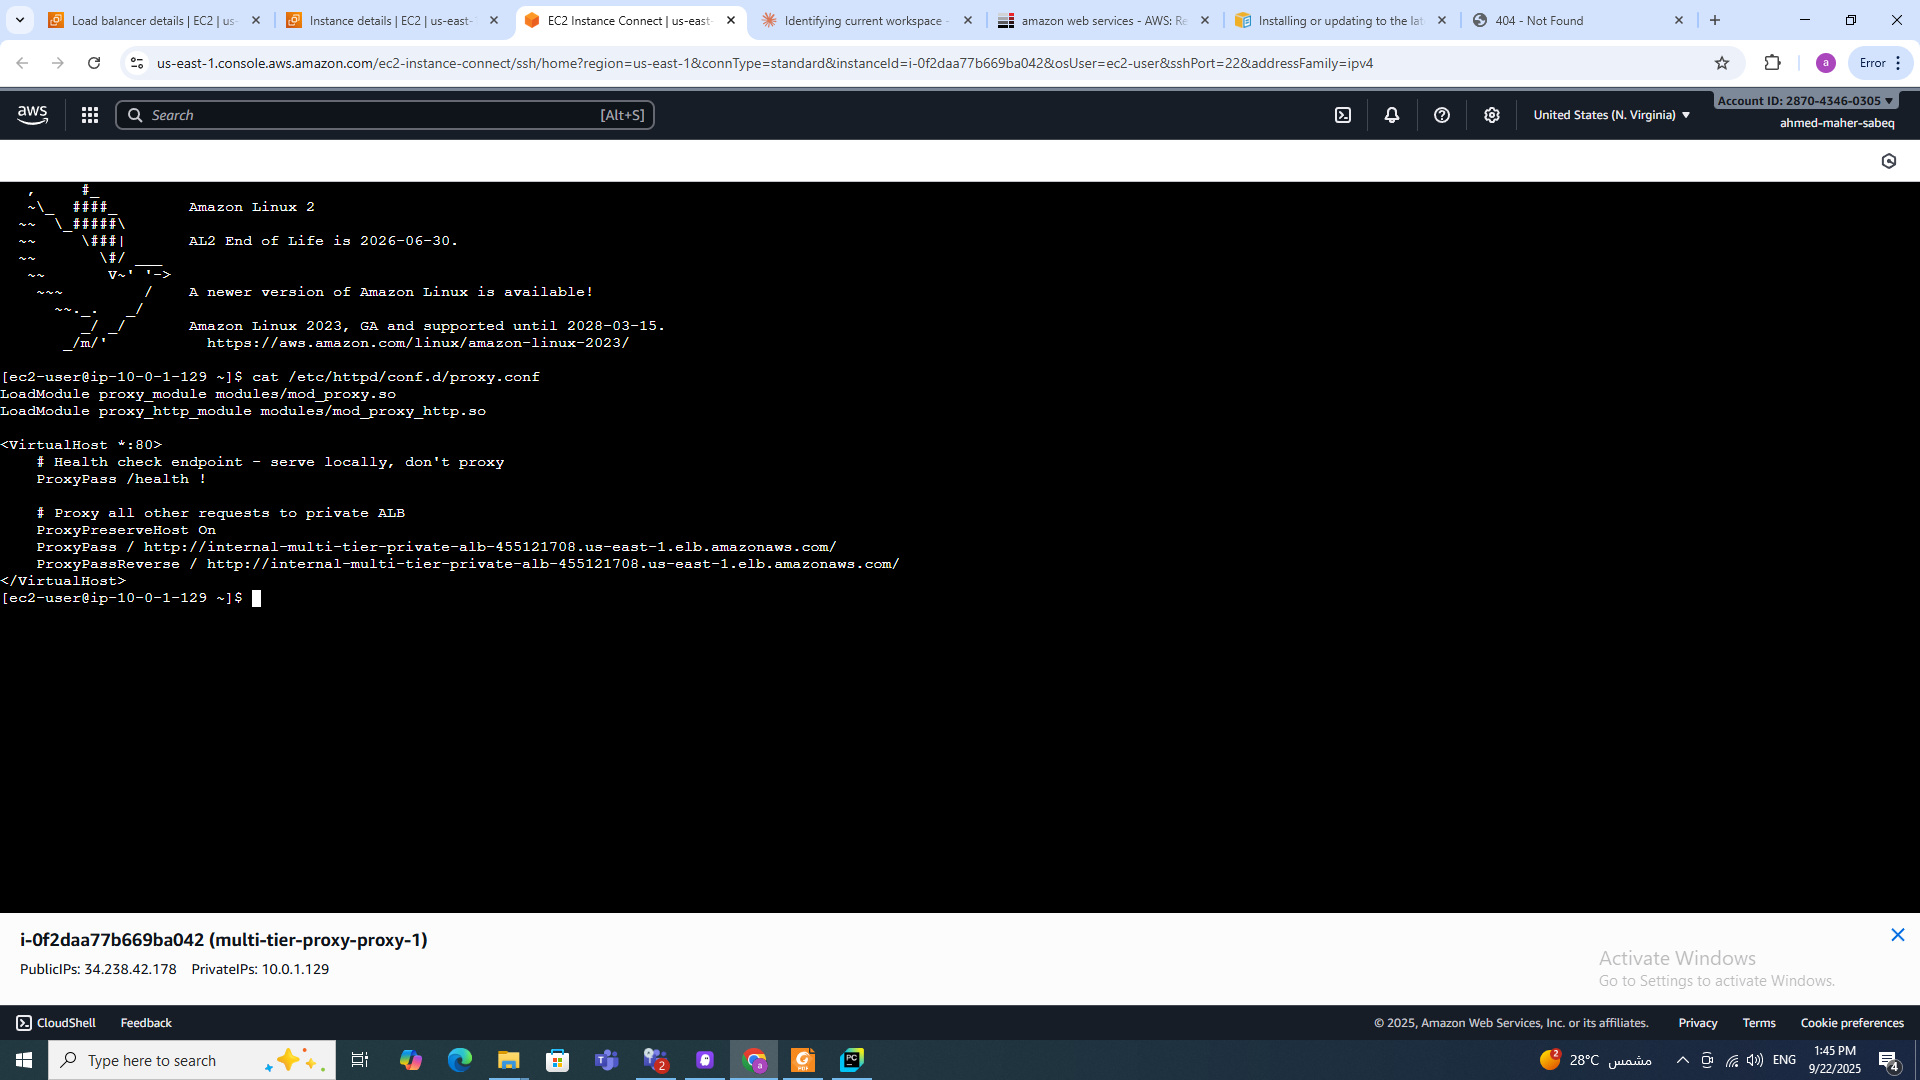 Load balancer details | EC2 | us-
Instance details | EC2 | us-east-
EC2 Instance Connect | us-east-
Identifying current workspace -
amazon web services - AWS: Re
Installing or updating to the lat
404 - Not Found
us-east-1.console.aws.amazon.com/ec2-instance-connect/ssh/home?region=us-east-1&connType=standard&instanceId=i-0f2daa77b669ba042&osUser=ec2-user&sshPort=22&addressFamily=ipv4
a
Error
aws
Search
[Alt+S]
United States (N. Virginia)
Account ID: 2870-4346-0305
ahmed-maher-sabeq
   ,     #_
   ~\_  ####_        Amazon Linux 2
  ~~  \_#####\
  ~~     \###|       AL2 End of Life is 2026-06-30.
  ~~       \#/ ___
   ~~       V~' '->
    ~~~         /    A newer version of Amazon Linux is available!
      ~~._.   _/
         _/ _/       Amazon Linux 2023, GA and supported until 2028-03-15.
       _/m/'           https://aws.amazon.com/linux/amazon-linux-2023/
[ec2-user@ip-10-0-1-129 ~]$ cat /etc/httpd/conf.d/proxy.conf
LoadModule proxy_module modules/mod_proxy.so
LoadModule proxy_http_module modules/mod_proxy_http.so
<VirtualHost *:80>
    # Health check endpoint - serve locally, don't proxy
    ProxyPass /health !
    # Proxy all other requests to private ALB
    ProxyPreserveHost On
    ProxyPass / http://internal-multi-tier-private-alb-455121708.us-east-1.elb.amazonaws.com/
    ProxyPassReverse / http://internal-multi-tier-private-alb-455121708.us-east-1.elb.amazonaws.com/
</VirtualHost>
[ec2-user@ip-10-0-1-129 ~]$
i-0f2daa77b669ba042 (multi-tier-proxy-proxy-1)
PublicIPs: 34.238.42.178 PrivateIPs: 10.0.1.129
Activate Windows
Go to Settings to activate Windows.
CloudShell
Feedback
© 2025, Amazon Web Services, Inc. or its affiliates.
Privacy
Terms
Cookie preferences
Type here to search
2
a
PDF
PC
2
28°C
مشمس
ENG
1:45 PM
9/22/2025
4